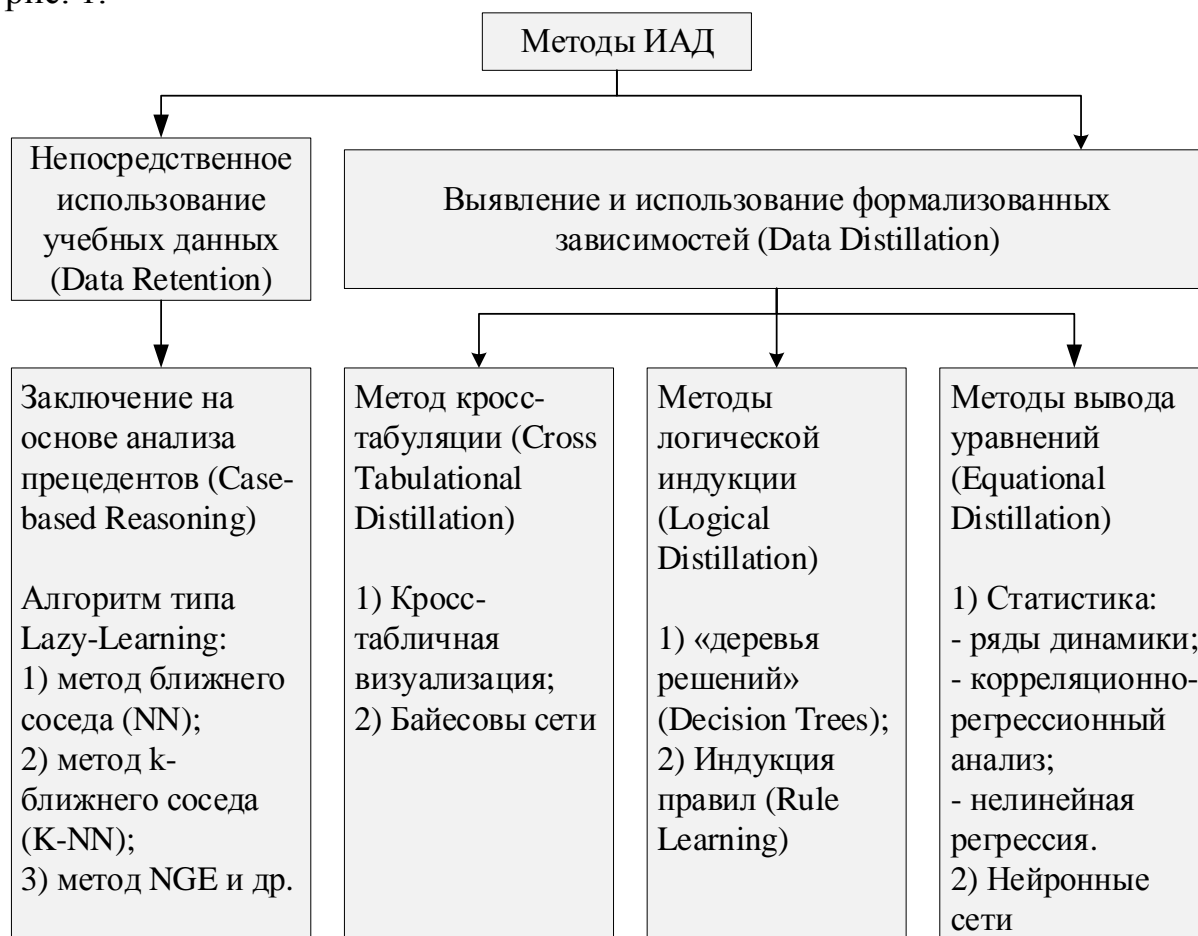 рис. 1.
Методы ИАД
Непосредственное
использование
учебных данных
(Data Retention)
Выявление и использование формализованных
зависимостей (Data Distillation)
Заключение на
основе анализа
прецедентов (Case-
based Reasoning)
Алгоритм типа
Lazy-Learning:
1) метод ближнего
соседа (NN);
2) метод k-
ближнего соседа
(K-NN);
3) метод NGE и др.
Метод кросс-
табуляции (Cross
Tabulational
Distillation)
1) Кросс-
табличная
визуализация;
2) Байесовы сети
Методы
логической
индукции
(Logical
Distillation)
1) «деревья
решений»
(Decision Trees);
2) Индукция
правил (Rule
Learning)
Методы вывода
уравнений
(Equational
Distillation)
1) Статистика:
- ряды динамики;
- корреляционно-
регрессионный
анализ;
- нелинейная
регрессия.
2) Нейронные
сети